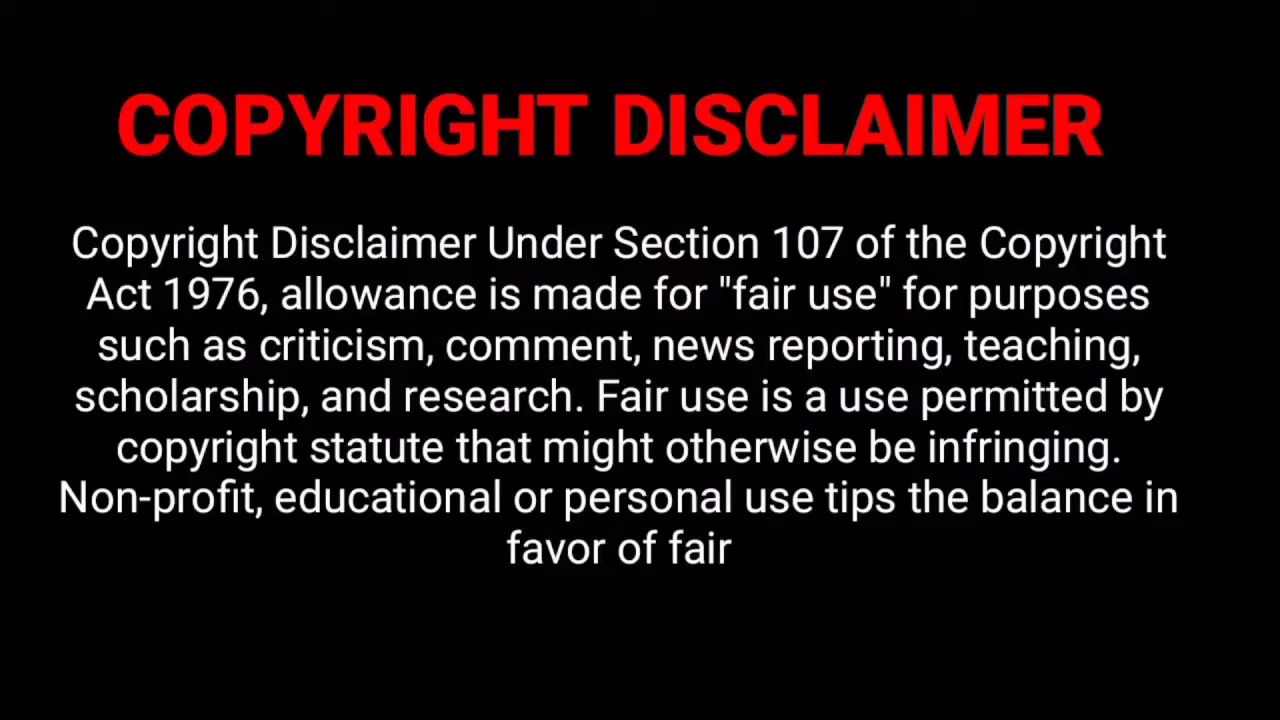 COPYRIGHT DISCLAIMER
Copyright Disclaimer Under Section 107 of the Copyright
Act 1976, allowance is made for "fair use" for purposes
such as criticism, comment, news reporting, teaching,
scholarship, and research. Fair use is a use permitted by
copyright statute that might otherwise be infringing.
Non-profit, educational or personal use tips the balance in
favor of fair